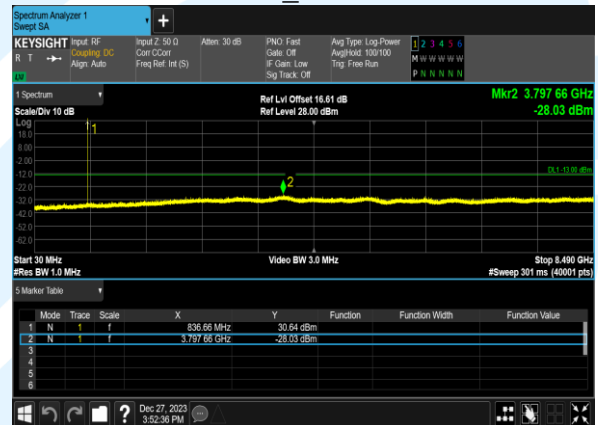 Spectrum Analyzer 1
Swept SA
+
KEYSIGHT Input: RF Input Z: 50 Ω Atten: 30 dB PNO: Fast Avg Type: Log-Power 1 2 3 4 5 6
R T Coupling: DC Corr CCorr Gate: Off Avg|Hold: 100/100 M W W W W W
Align: Auto Freq Ref: Int (S) IF Gain: Low Trig: Free Run
LV Sig Track: Off P N N N N N
1 Spectrum Ref Lvl Offset 16.61 dB Mkr2 3.797 66 GHz
Scale/Div 10 dB Ref Level 28.00 dBm -28.03 dBm
Log
1
18.0
8.00
-2.00
DL1 -13.00 dBm
-12.0
2
-22.0
-32.0
-42.0
-52.0
-62.0
Start 30 MHz Video BW 3.0 MHz Stop 8.490 GHz
#Res BW 1.0 MHz #Sweep 301 ms (40001 pts)
5 Marker Table
Mode Trace Scale X Y Function Function Width Function Value
1 N 1 f 836.66 MHz 30.64 dBm
2 N 1 f 3.797 66 GHz -28.03 dBm
3
4
5
6
? Dec 27, 2023
3:52:36 PM